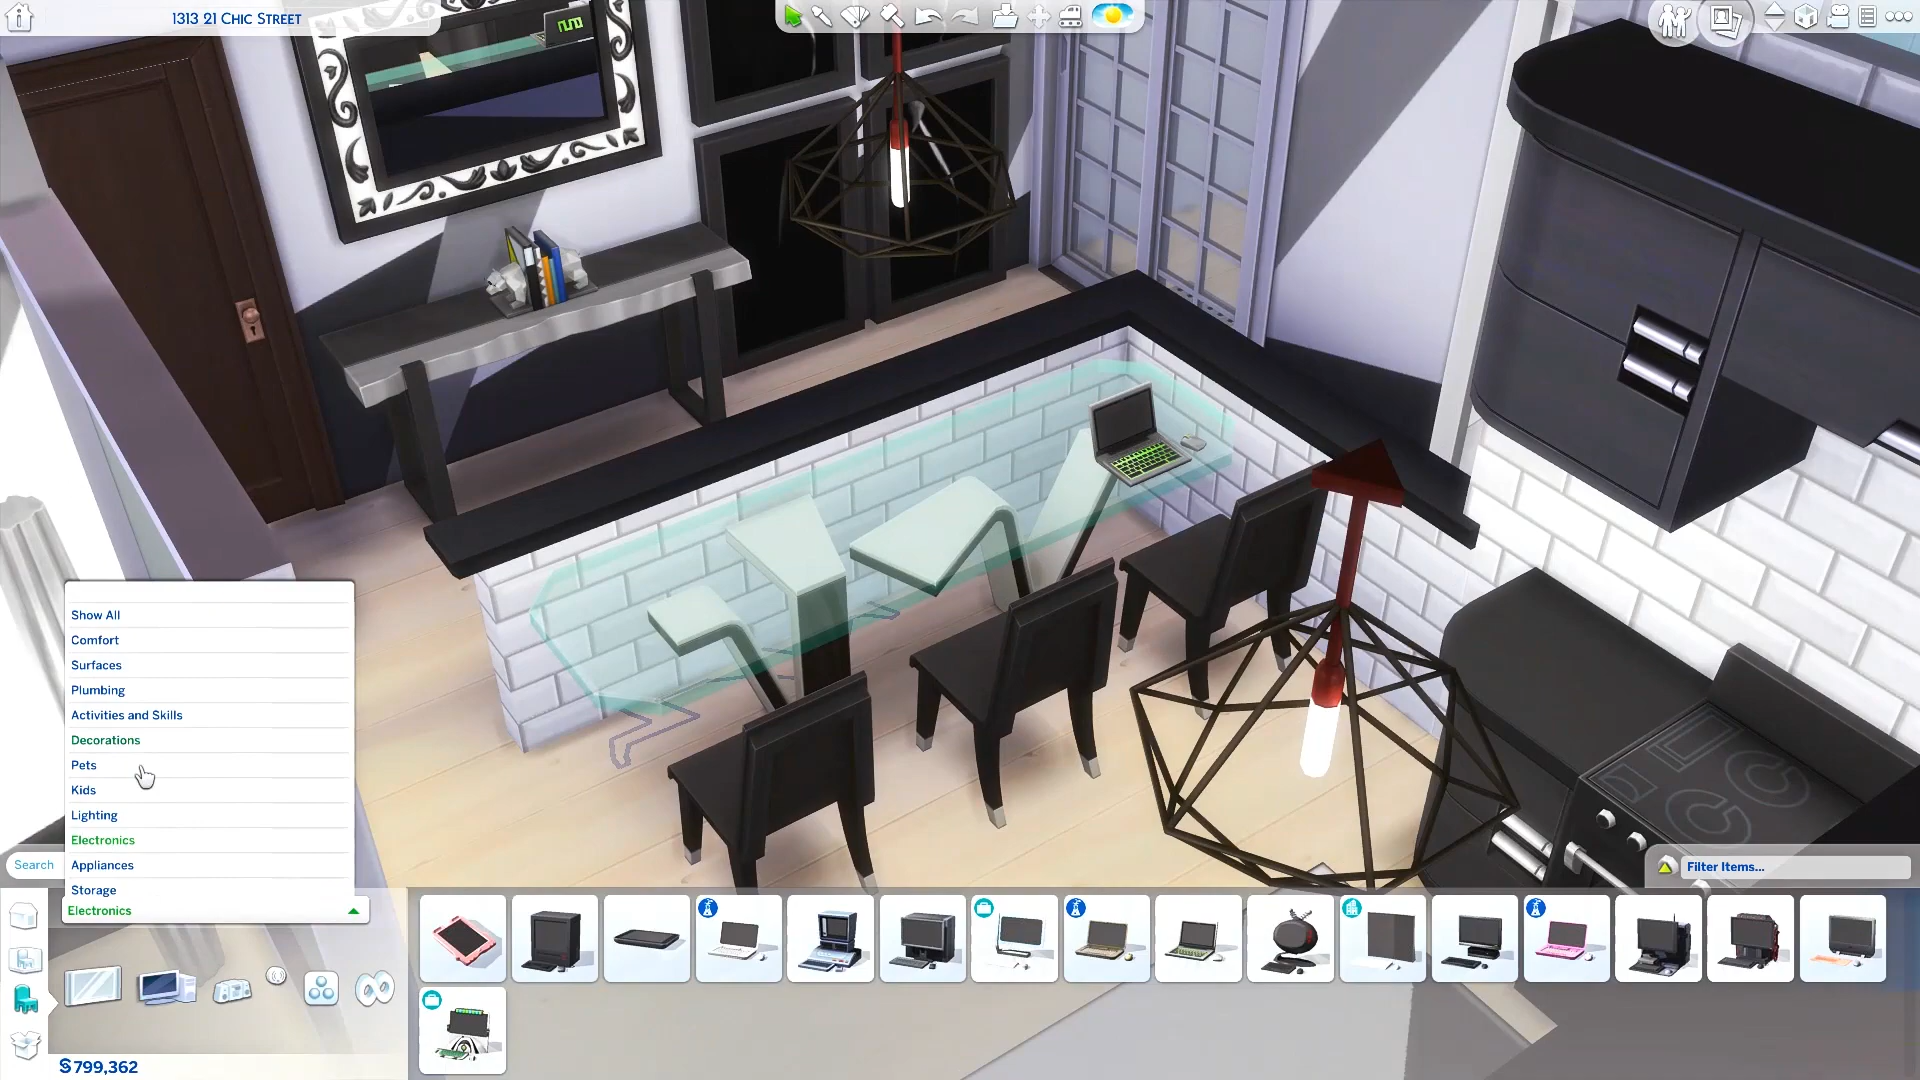 1313 21 CHIC STREET
Show All
Comfort
Surfaces
Plumbing
Activities and Skills
Decorations
Pets
Kids
Lighting
Electronics
Appliances
Storage
Search
Electronics
Filter Items...
§799,362